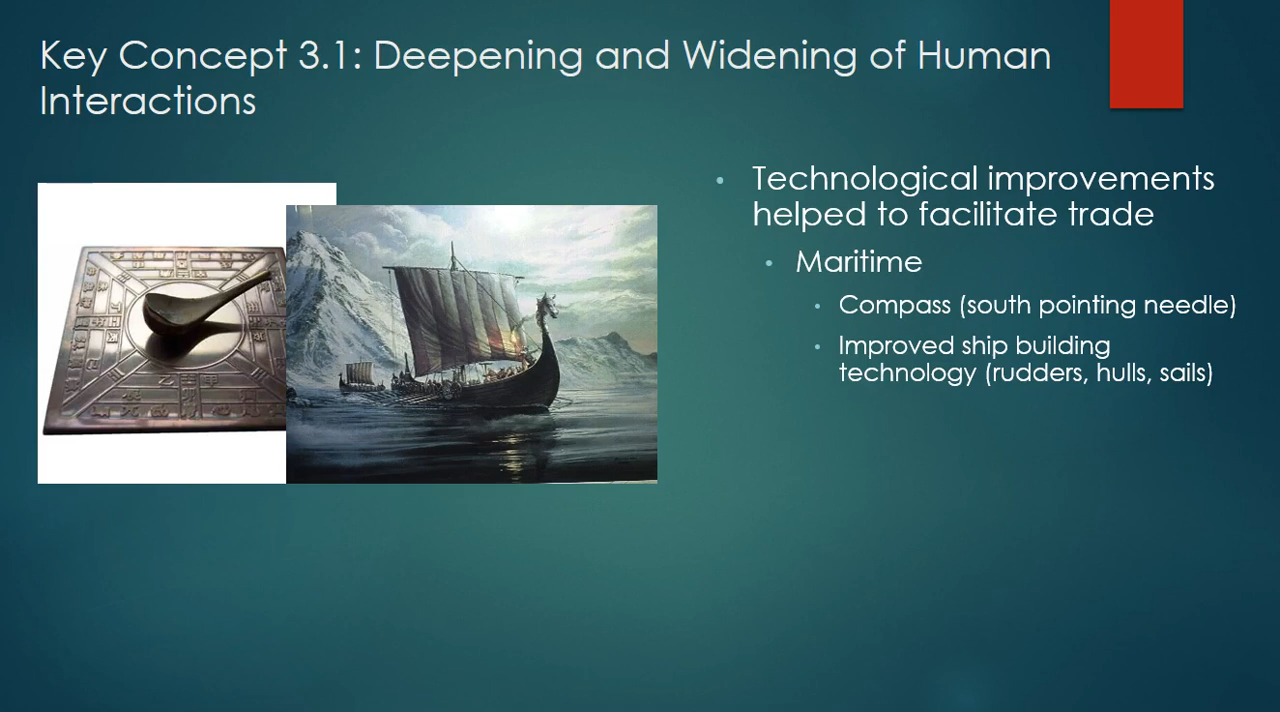 Key Concept 3.1: Deepening and Widening of Human
Interactions
• Technological improvements
helped to facilitate trade
• Maritime
• Compass (south pointing needle)
• Improved ship building
technology (rudders, hulls, sails)